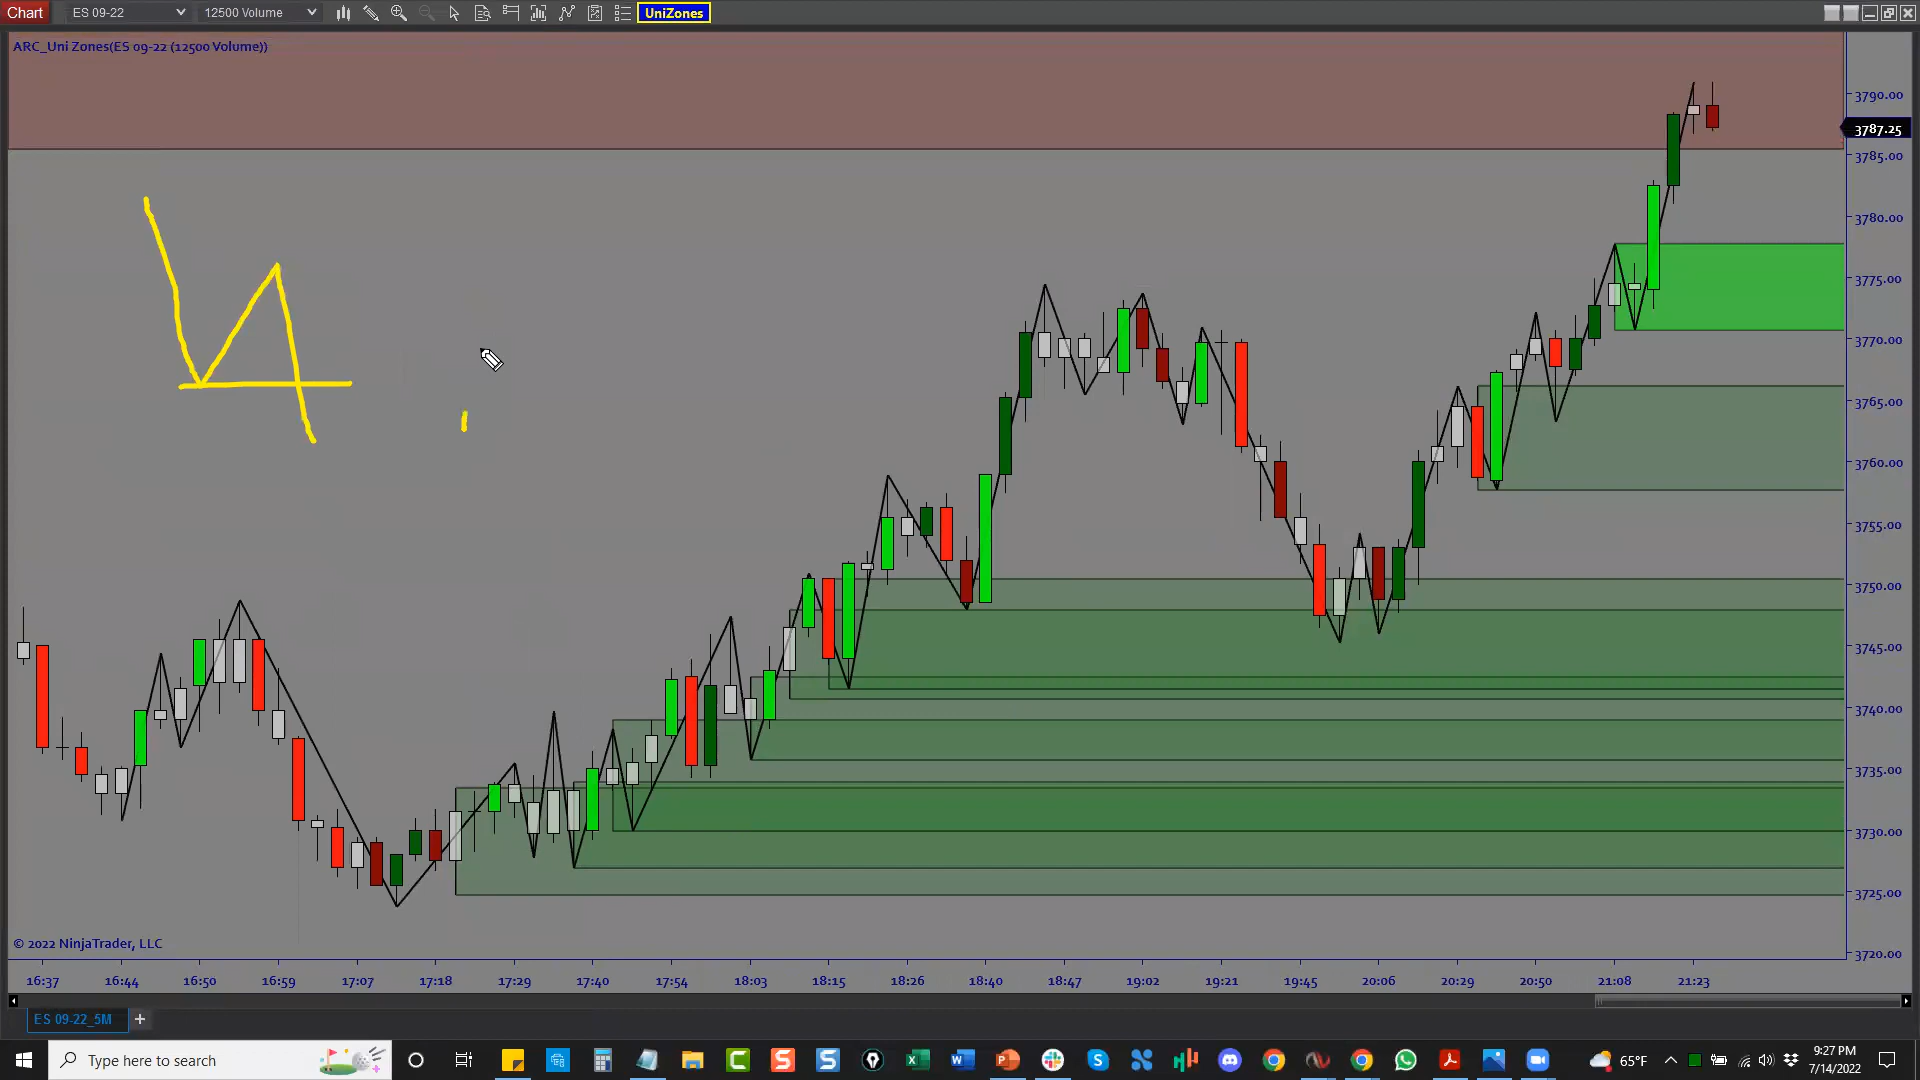 Chart ES 09-22 12500 Volume UniZones
ARC_Uni Zones(ES 09-22 (12500 Volume))
3790.00
3787.25
3785.00
3780.00
3775.00
3770.00
3765.00
3760.00
3755.00
3750.00
3745.00
3740.00
3735.00
3730.00
3725.00
3720.00
© 2022 NinjaTrader, LLC
16:37 16:44 16:50 16:59 17:07 17:18 17:29 17:40 17:54 18:03 18:15 18:26 18:40 18:47 19:02 19:21 19:45 20:06 20:29 20:50 21:08 21:23
ES 09-22_5M +
Type here to search
65°F
9:27 PM
7/14/2022